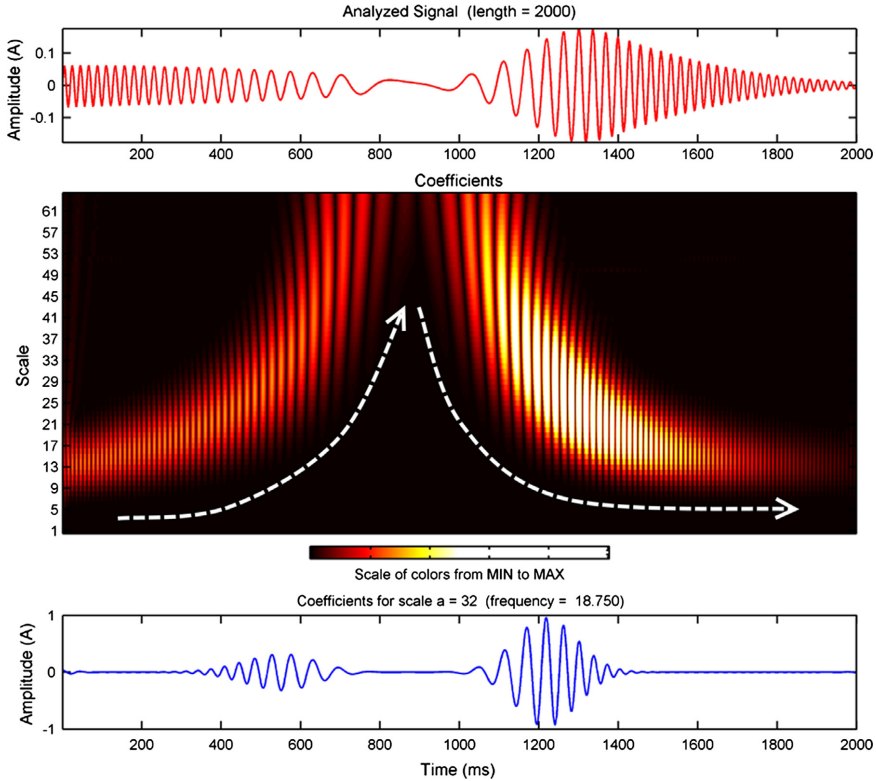 Analyzed Signal (length = 2000)
Amplitude (A)
0.1
0
-0.1
200 400 600 800 1000 1200 1400 1600 1800 2000
Coefficients
Scale
61
57
53
49
45
41
37
33
29
25
21
17
13
9
5
1
Scale of colors from MIN to MAX
Coefficients for scale a = 32 (frequency = 18.750)
Amplitude (A)
1
0
-1
200 400 600 800 1000 1200 1400 1600 1800 2000
Time (ms)